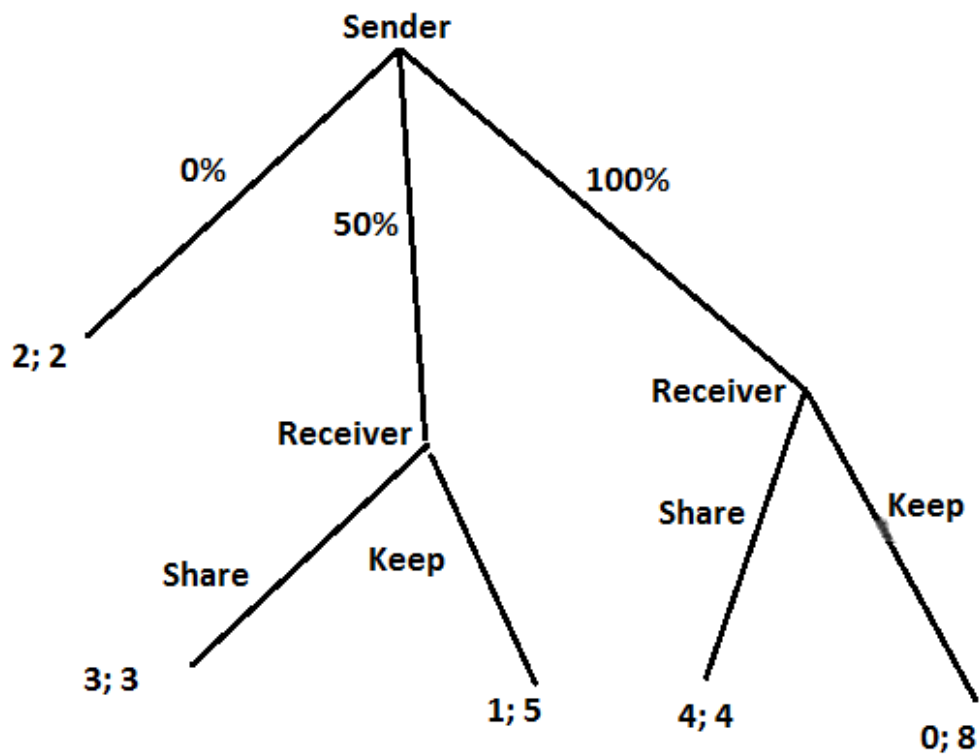 Sender
0%
100%
50%
2; 2
Receiver
Receiver
Share
Keep
Share
Keep
3; 3
1; 5
4; 4
0; 8